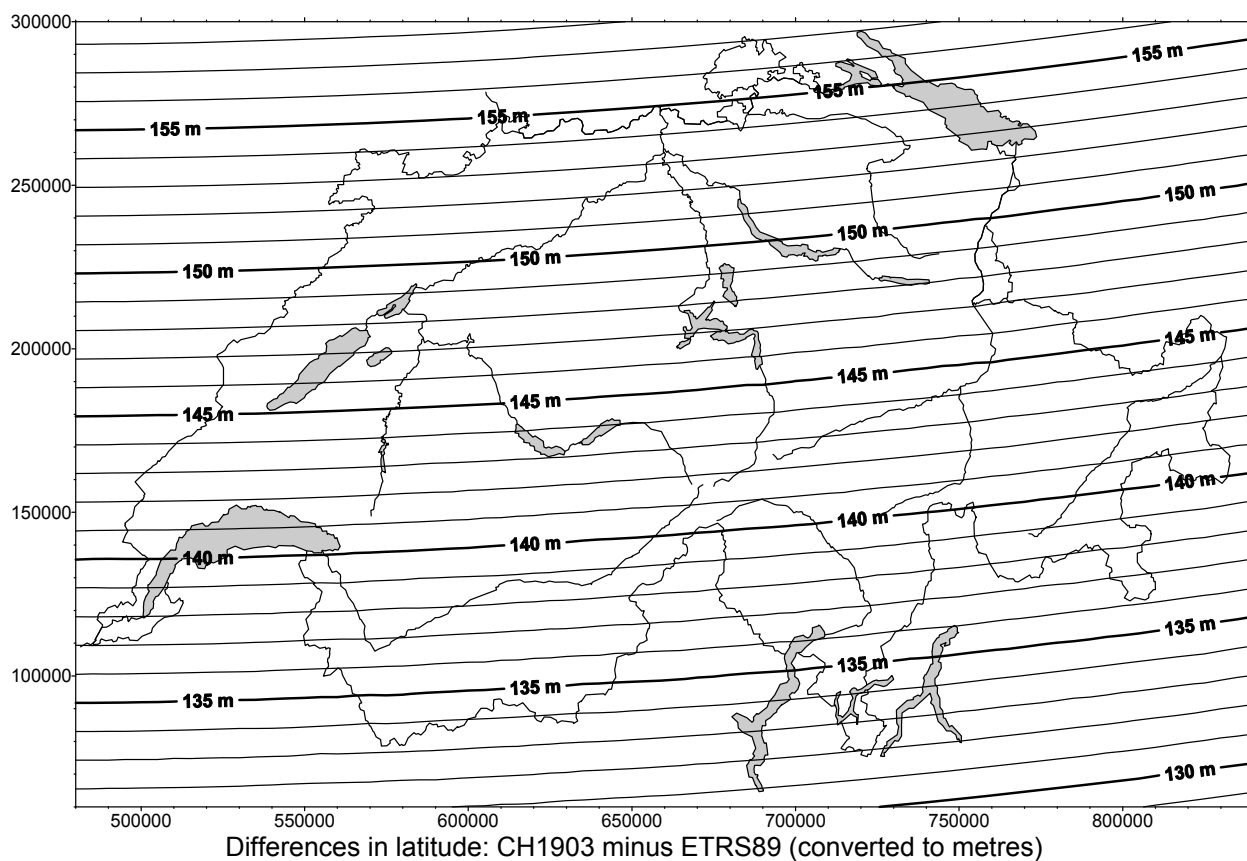 300000
155 m
155 m
155 m
155 m
250000
150 m
150 m
150 m
150 m
200000
145 m
145 m
145 m
145 m
150000
140 m
140 m
140 m
140 m
135 m
135 m
100000
135 m
135 m
130 m
500000 550000 600000 650000 700000 750000 800000
Differences in latitude: CH1903 minus ETRS89 (converted to metres)